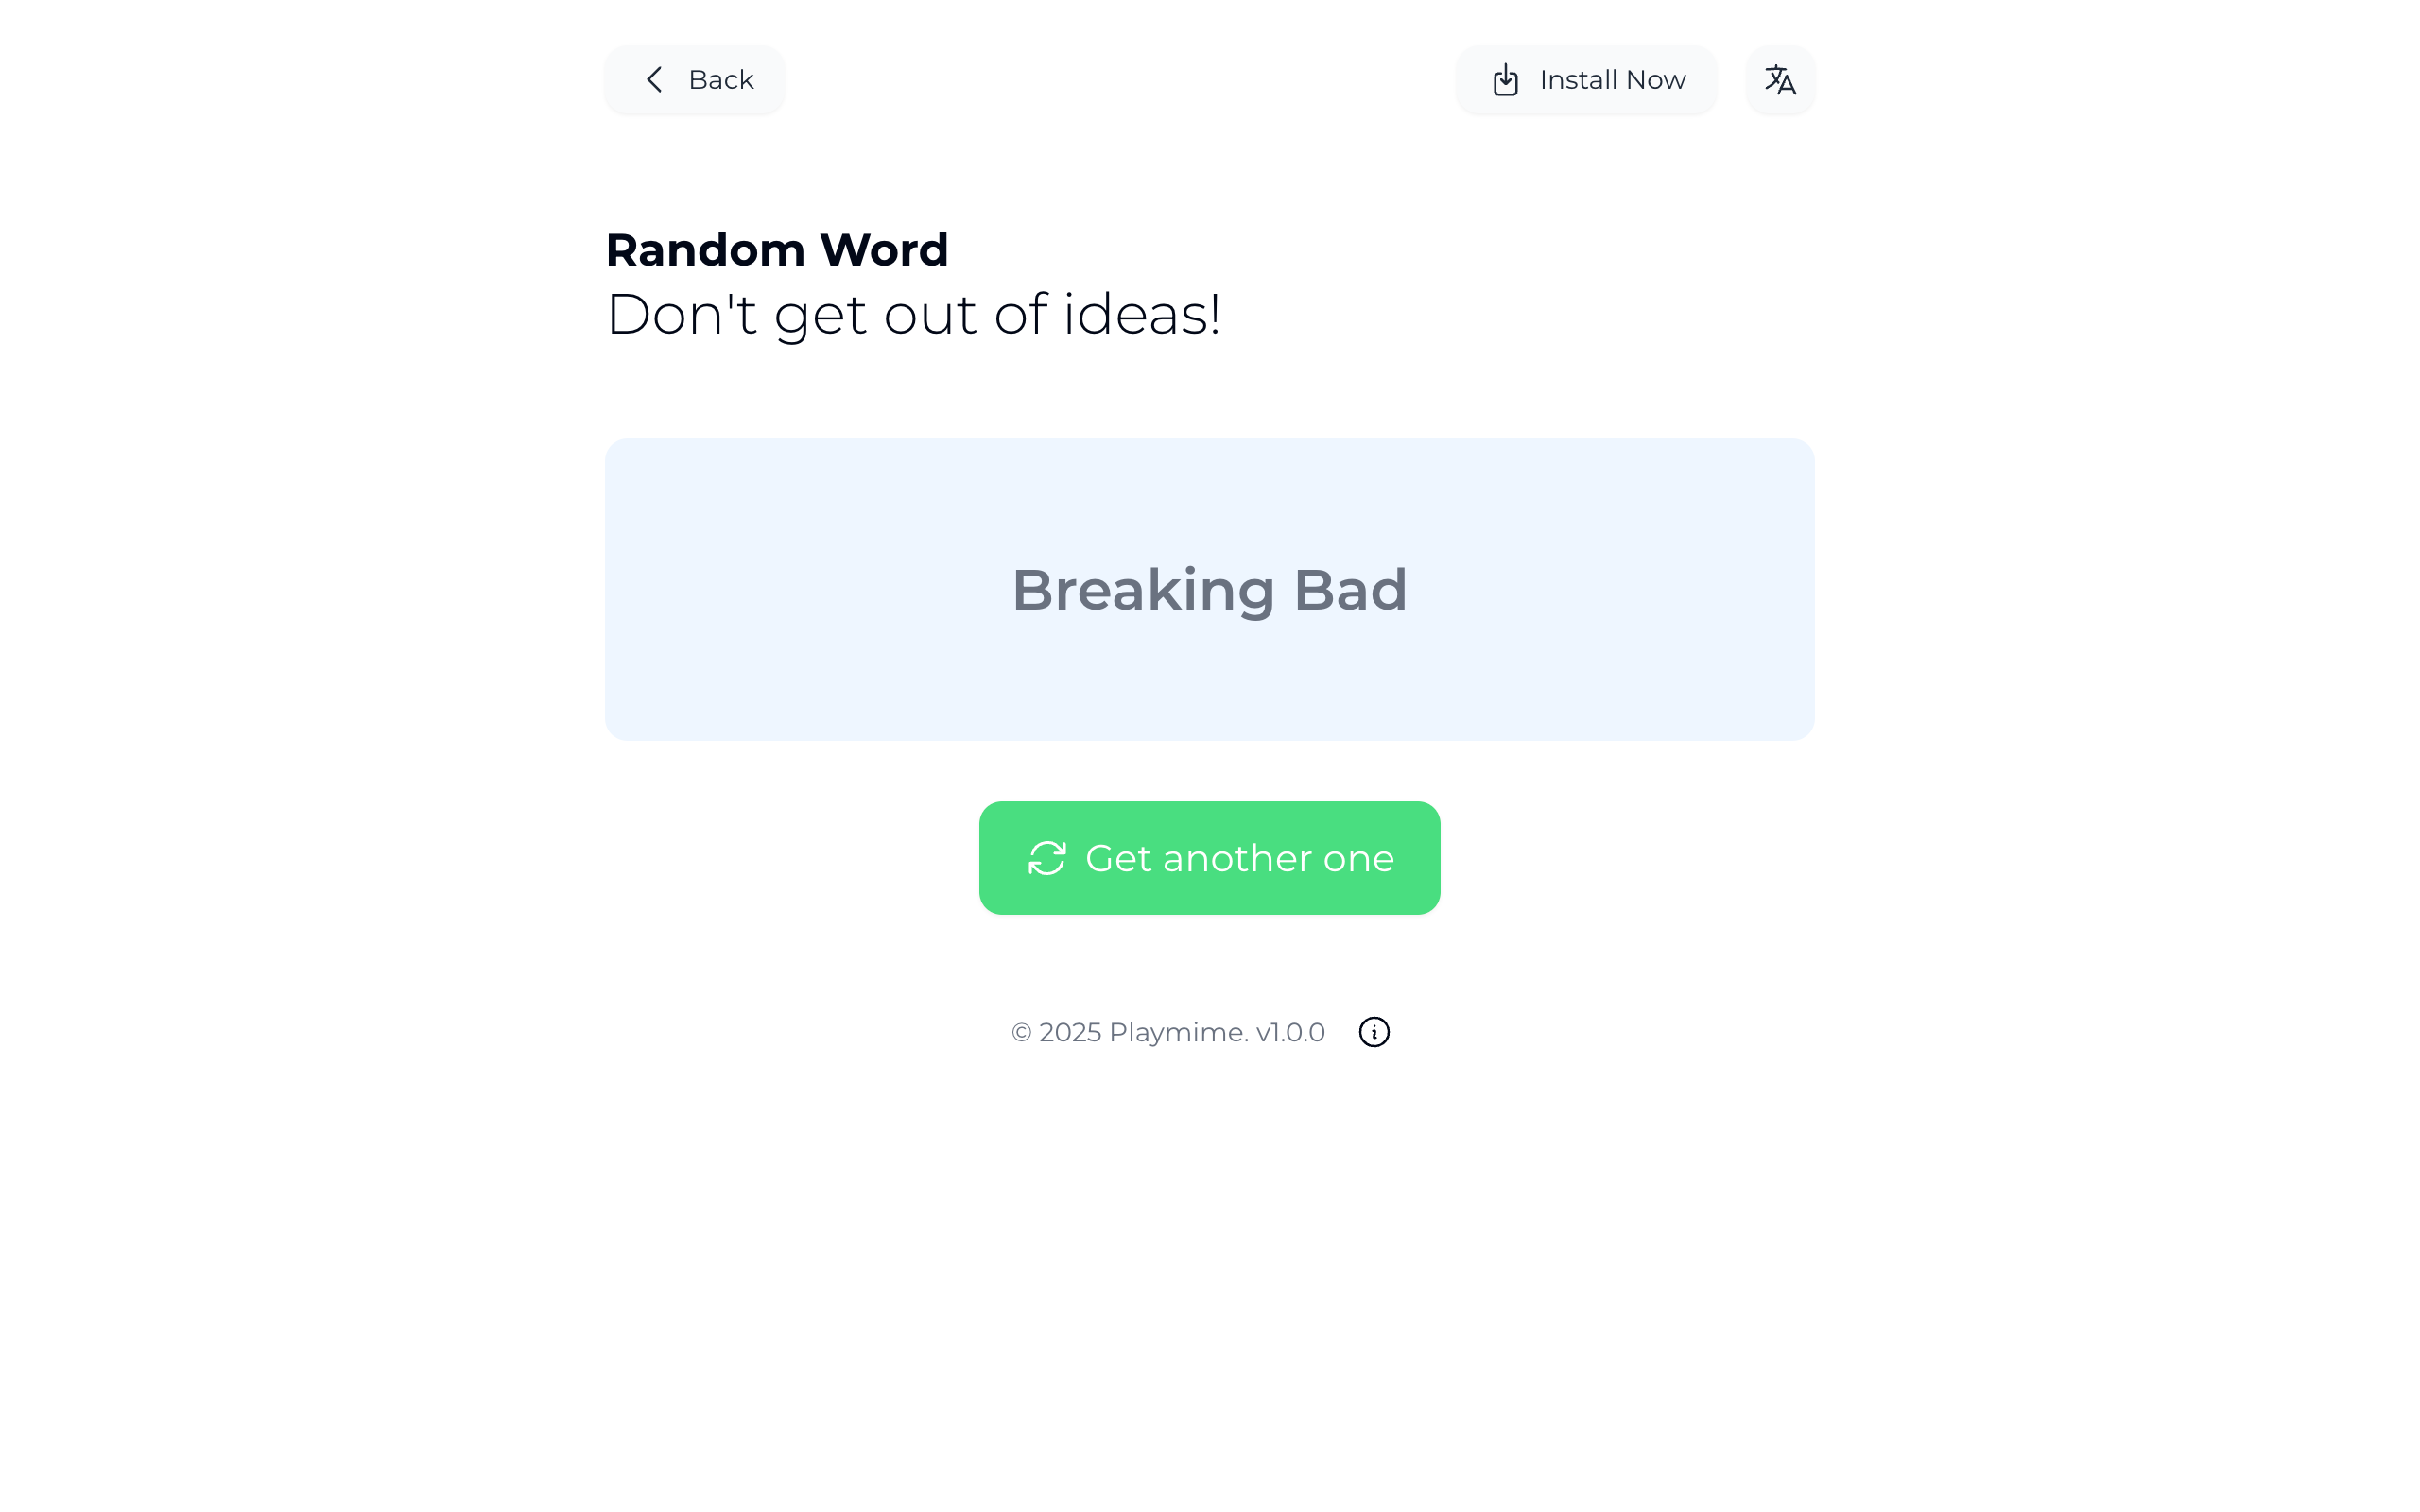 Back
Install Now
Random Word
Don't get out of ideas!
Breaking Bad
Get another one
© 2025 Playmime. v1.0.0